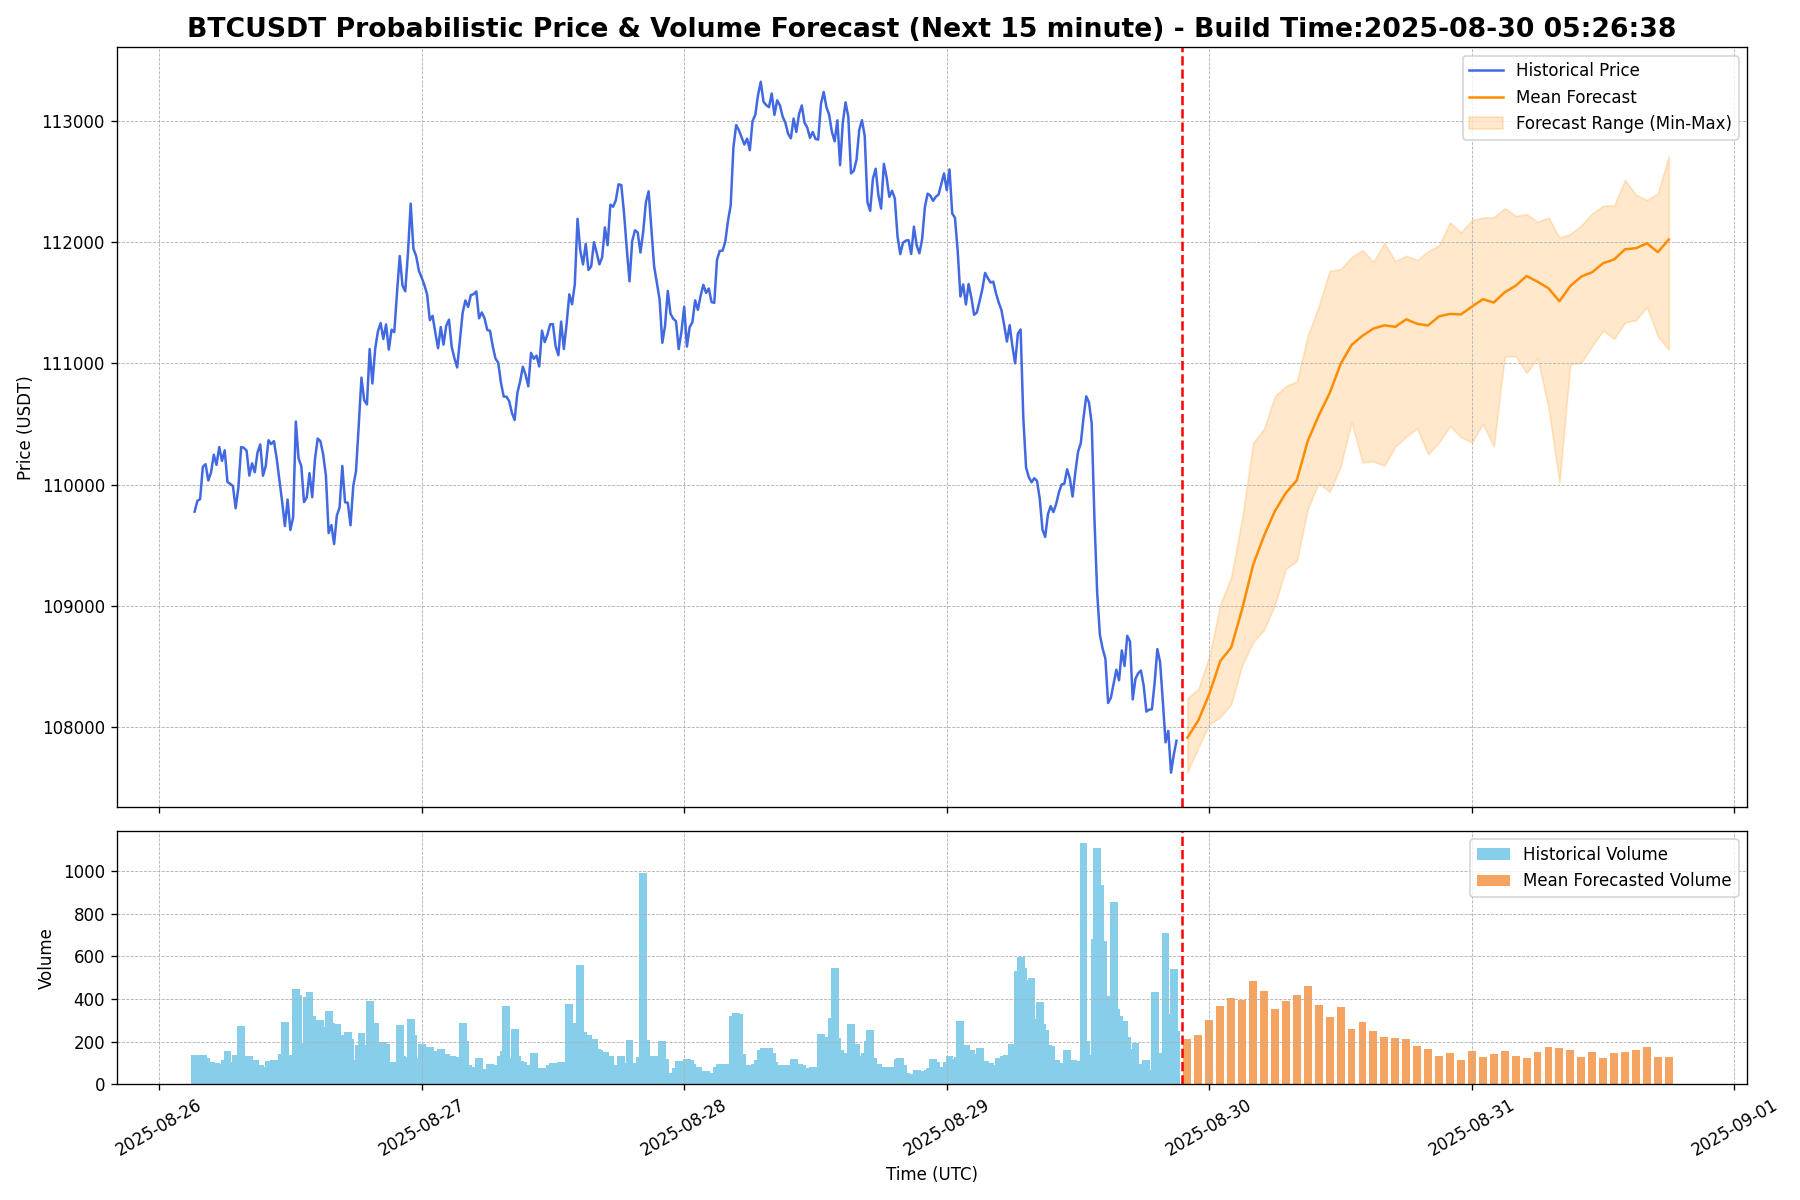 BTCUSDT Probabilistic Price & Volume Forecast (Next 15 minute) - Build Time:2025-08-30 05:26:38
Historical Price
Mean Forecast
Forecast Range (Min-Max)
113000
112000
111000
110000
109000
108000
Price (USDT)
Historical Volume
Mean Forecasted Volume
1000
800
600
400
200
0
Volume
2025-08-26
2025-08-27
2025-08-28
2025-08-29
2025-08-30
2025-08-31
2025-09-01
Time (UTC)